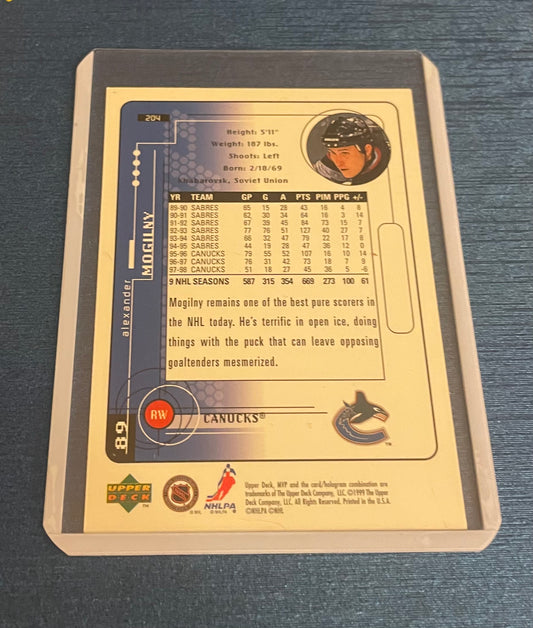 204
Height: 5'11"
Weight: 187 lbs.
Shoots: Left
Born: 2/18/69
Khabarovsk, Soviet Union
alexander MOGILNY
YR TEAM GP G A PTS PIM PPG +/-
89-90 SABRES 65 15 28 43 16 4 8
90-91 SABRES 62 30 34 64 16 3 14
91-92 SABRES 67 39 45 84 73 15 7
92-93 SABRES 77 76 51 127 40 27 7
93-94 SABRES 66 32 47 79 22 17 8
94-95 SABRES 44 19 28 47 36 12 0
95-96 CANUCKS 79 55 52 107 16 10 14
96-97 CANUCKS 76 31 42 73 18 7 9
97-98 CANUCKS 51 18 27 45 36 5 -6
9 NHL SEASONS 587 315 354 669 273 100 61
Mogilny remains one of the best pure scorers in
the NHL today. He's terrific in open ice, doing
things with the puck that can leave opposing
goaltenders mesmerized.
89
RW
CANUCKS®
TM
UPPER
DECK
TM
NHL
© NHL
NHLPA
© NHLPA
Upper Deck, MVP and the card/hologram combination are
trademarks of The Upper Deck Company, LLC. ©1999 The Upper
Deck Company, LLC. All Rights Reserved. Printed in the U.S.A.
©NHLPA ©NHL